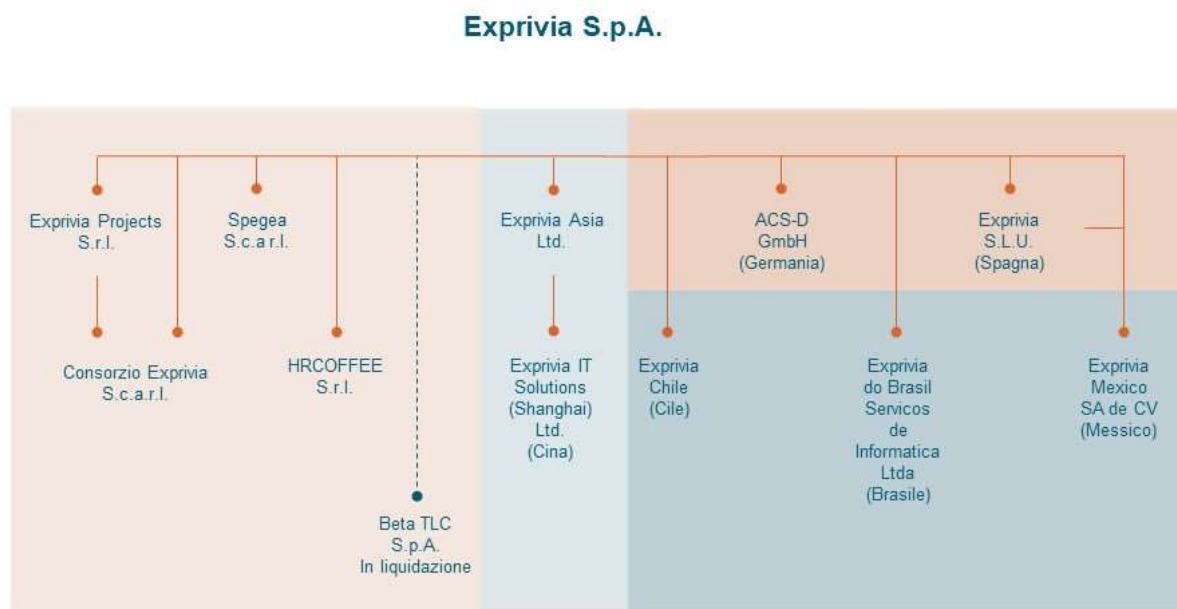 Exprivia S.p.A.
Exprivia Projects
S.r.l.
Spegea
S.c.a r.l.
Exprivia Asia
Ltd.
ACS-D
GmbH
(Germania)
Exprivia
S.L.U.
(Spagna)
Consorzio Exprivia
S.c.a.r.l.
HRCOFFEE
S.r.l.
Exprivia IT
Solutions
(Shanghai)
Ltd.
(Cina)
Exprivia
Chile
(Cile)
Exprivia
do Brasil
Servicos
de
Informatica
Ltda
(Brasile)
Exprivia
Mexico
SA de CV
(Messico)
Beta TLC
S.p.A.
In liquidazione